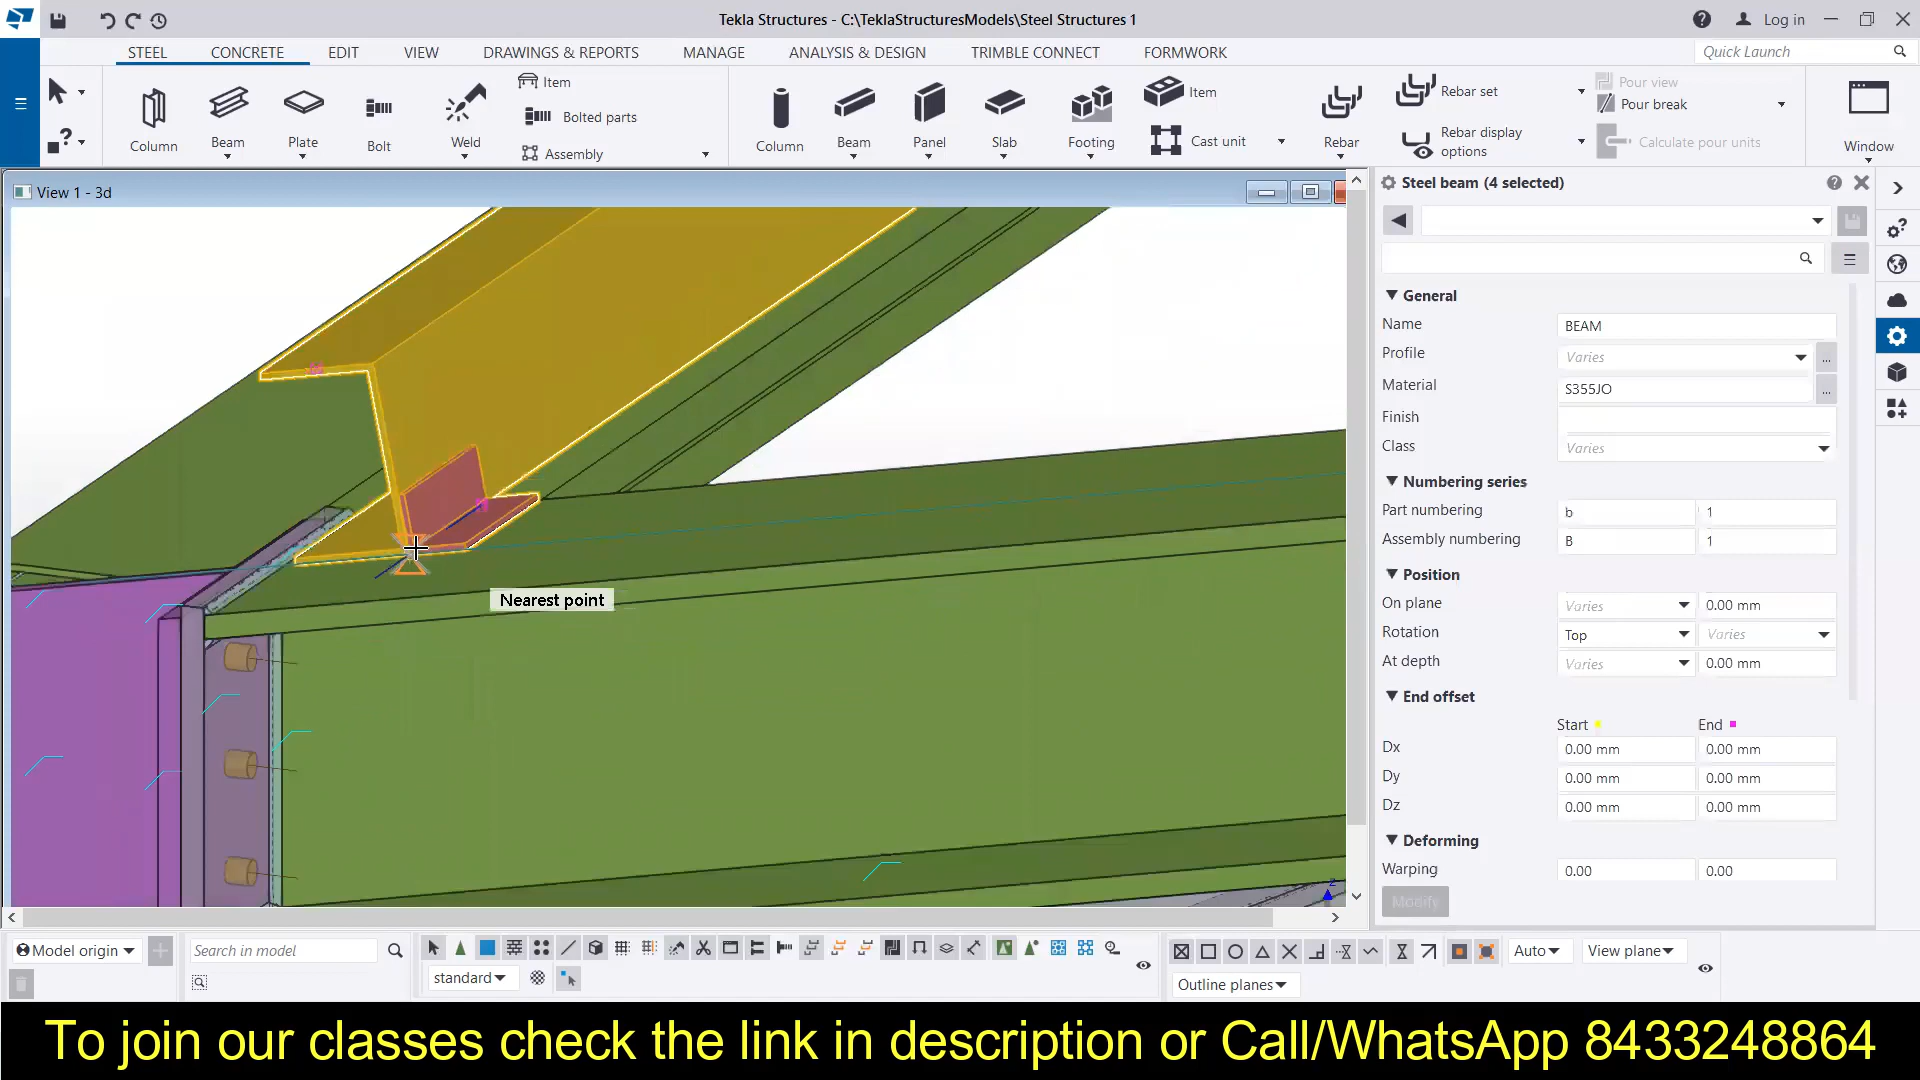 Tekla Structures - C:\TeklaStructuresModels\Steel Structures 1
Log in
STEEL CONCRETE EDIT VIEW DRAWINGS & REPORTS MANAGE ANALYSIS & DESIGN TRIMBLE CONNECT FORMWORK
Quick Launch
Column Beam Plate Bolt Weld
Item
Bolted parts
Assembly
Column Beam Panel Slab Footing
Item
Cast unit
Rebar
Rebar set
Rebar display options
Pour view
Pour break
Calculate pour units
Window
View 1 - 3d
Nearest point
z
Steel beam (4 selected)
General
Name BEAM
Profile Varies ...
Material S355JO ...
Finish
Class Varies
Numbering series
Part numbering b 1
Assembly numbering B 1
Position
On plane Varies 0.00 mm
Rotation Top Varies
At depth Varies 0.00 mm
End offset
Start End
Dx 0.00 mm 0.00 mm
Dy 0.00 mm 0.00 mm
Dz 0.00 mm 0.00 mm
Deforming
Warping 0.00 0.00
Modify
Model origin
Search in model
standard
Auto
View plane
Outline planes
To join our classes check the link in description or Call/WhatsApp 8433248864